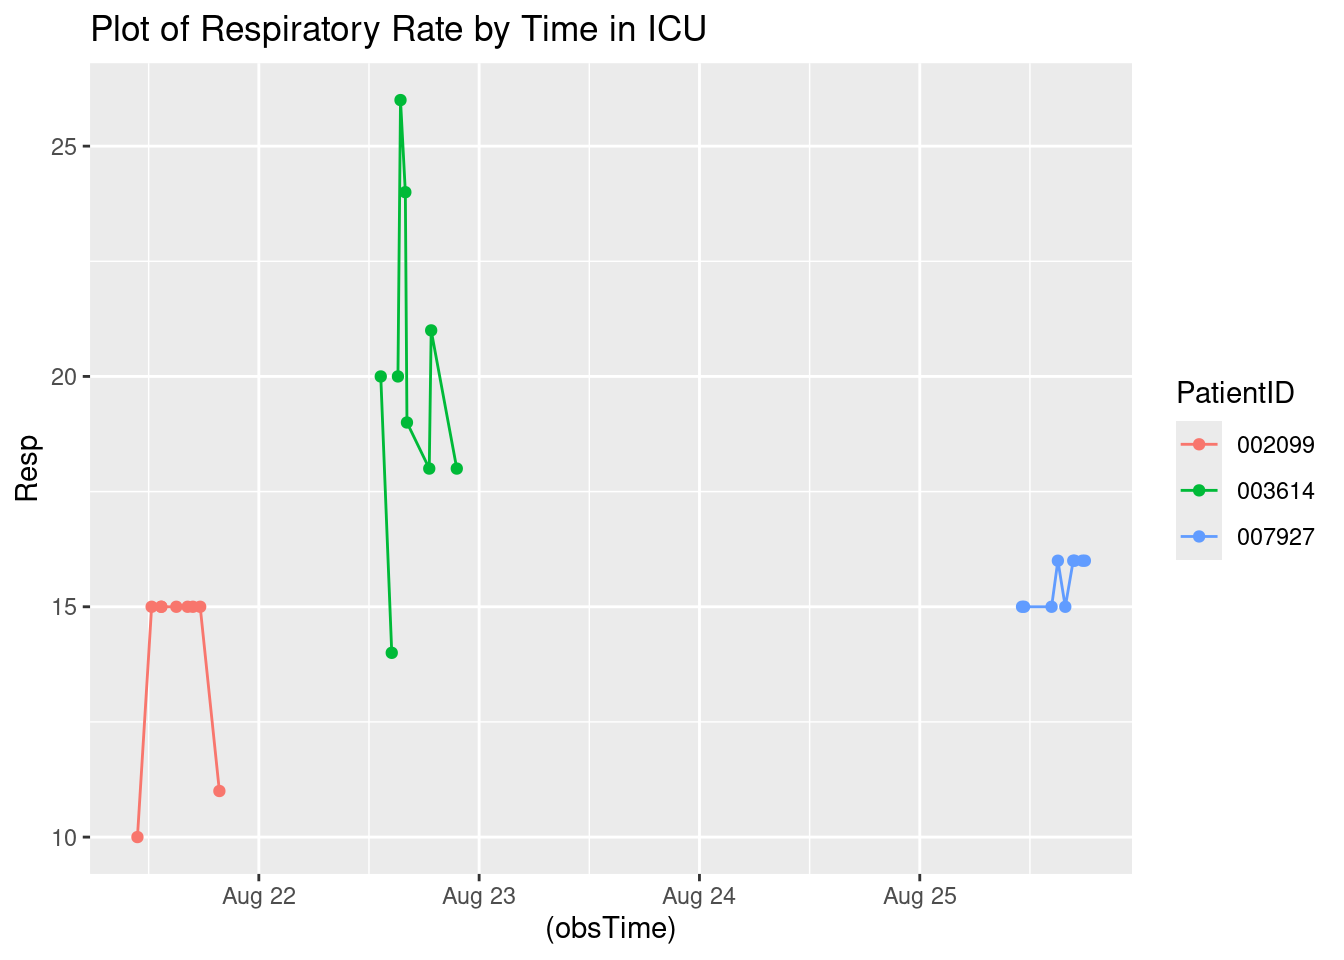 Plot of Respiratory Rate by Time in ICU
25
20
15
10
Resp
Aug 22 Aug 23 Aug 24 Aug 25
(obsTime)
PatientID
002099
003614
007927